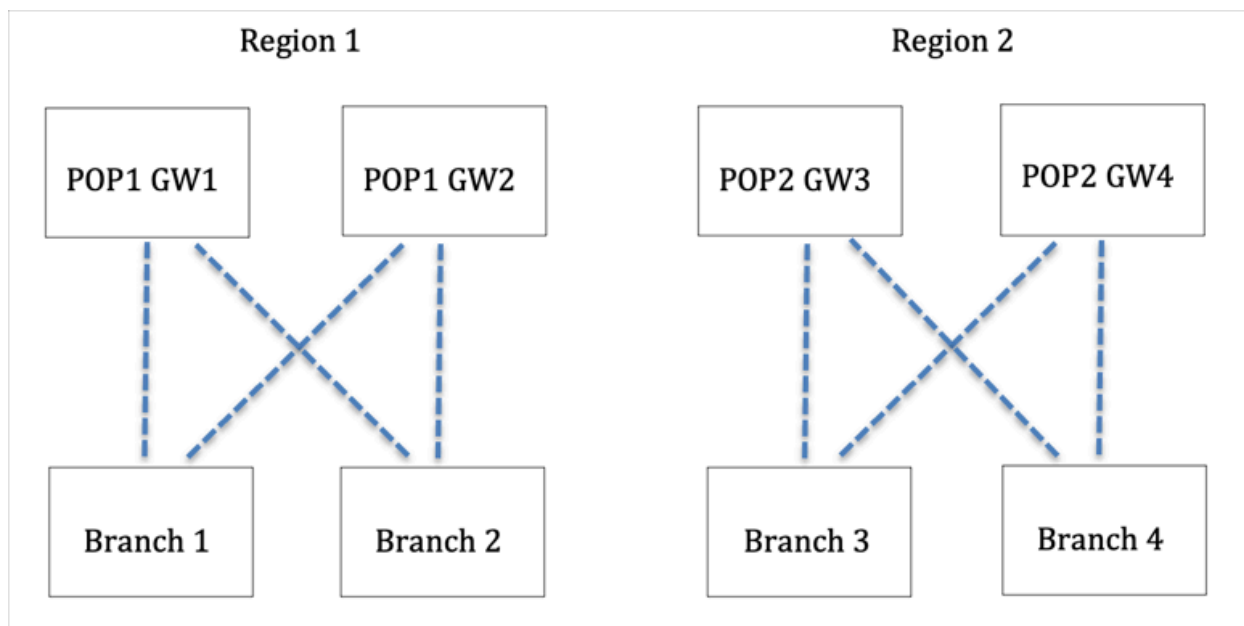 Region 1
Region 2
POP1 GW1
POP1 GW2
POP2 GW3
POP2 GW4
Branch 1
Branch 2
Branch 3
Branch 4